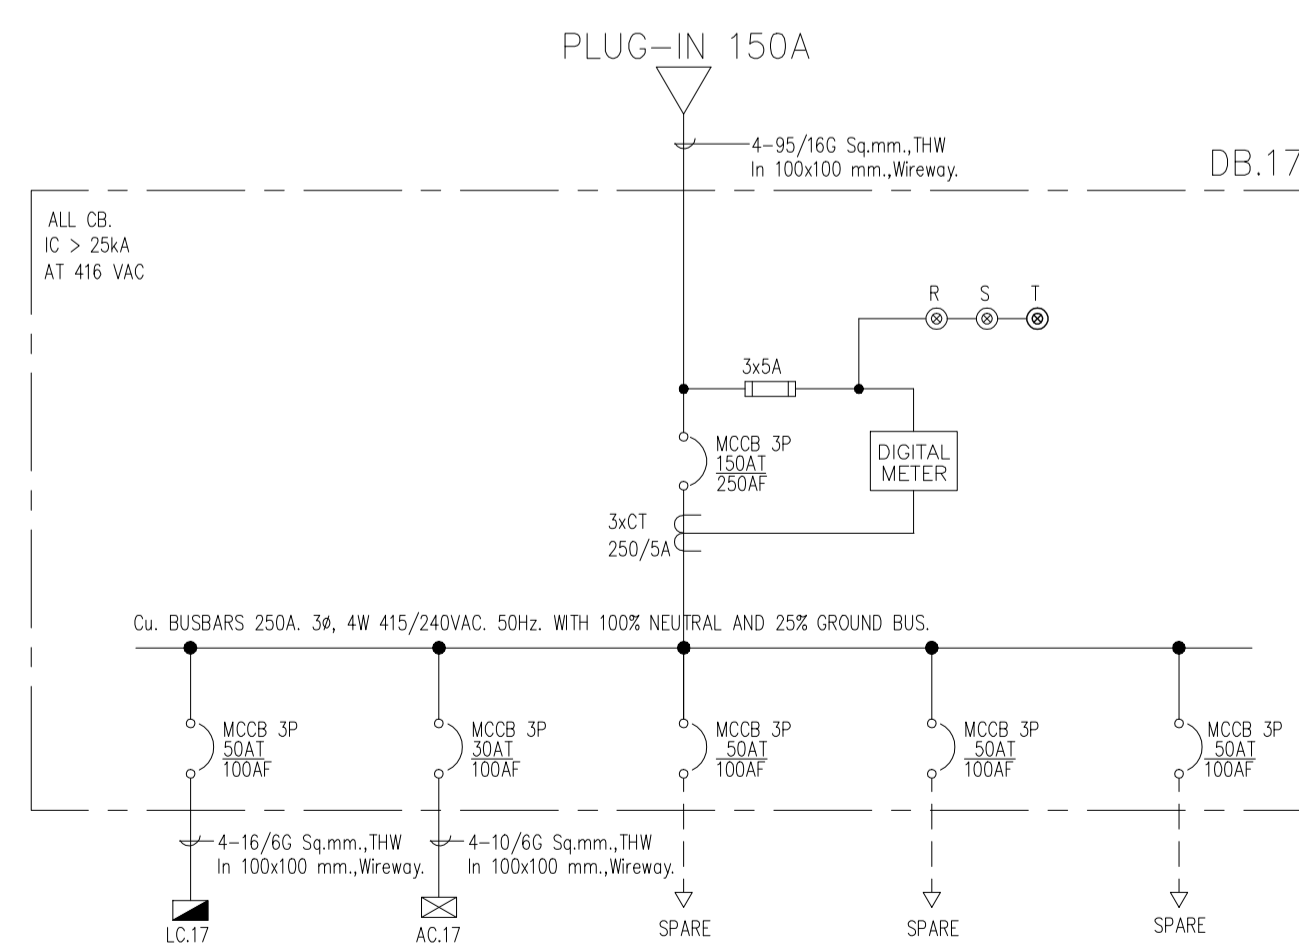 PLUG-IN 150A
4-95/16G Sq.mm.,THW
In 100x100 mm.,Wireway.
DB.17
ALL CB.
IC > 25kA
AT 416 VAC
R S T
3x5A
MCCB 3P
150AT
250AF
DIGITAL
METER
3xCT
250/5A
Cu. BUSBARS 250A. 3ø, 4W 415/240VAC. 50Hz. WITH 100% NEUTRAL AND 25% GROUND BUS.
MCCB 3P
50AT
100AF
MCCB 3P
30AT
100AF
MCCB 3P
50AT
100AF
MCCB 3P
50AT
100AF
MCCB 3P
50AT
100AF
4-16/6G Sq.mm.,THW
In 100x100 mm.,Wireway.
4-10/6G Sq.mm.,THW
In 100x100 mm.,Wireway.
LC.17
AC.17
SPARE
SPARE
SPARE